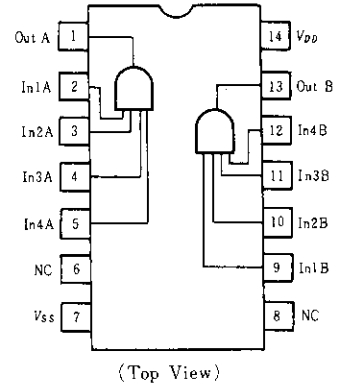 Out A 1
In1A 2
In2A 3
In3A 4
In4A 5
NC 6
Vss 7
14 VDD
13 Out B
12 In4B
11 In3B
10 In2B
9 In1B
8 NC
(Top View)